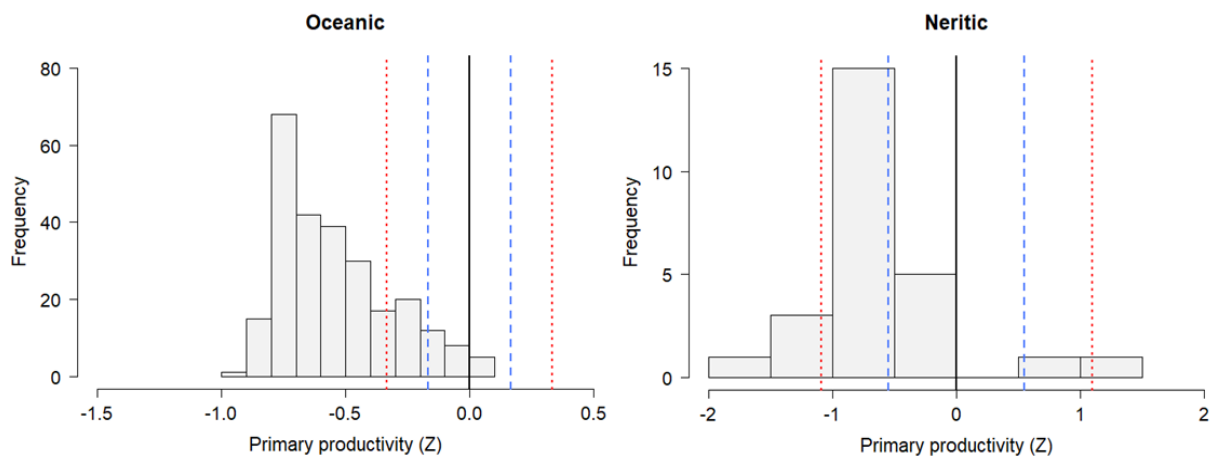 Oceanic
Frequency
80
60
40
20
0
-1.5 -1.0 -0.5 0.0 0.5
Primary productivity (Z)
Neritic
Frequency
15
10
5
0
-2 -1 0 1 2
Primary productivity (Z)